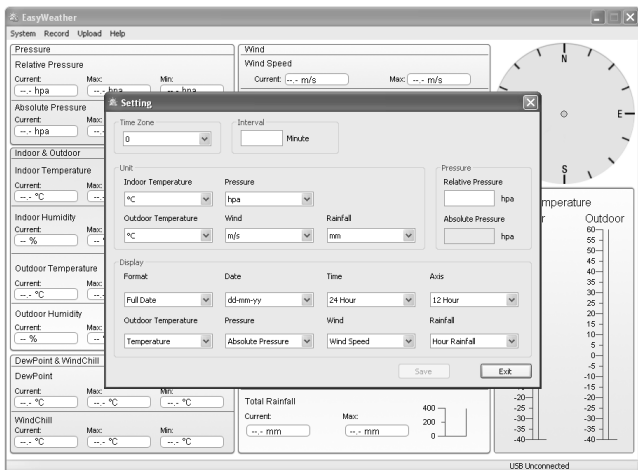 EasyWeather
System Record Upload Help
Pressure
Relative Pressure
Current: Max: Min:
--.- hpa --.- hpa --.- hpa
Absolute Pressure
Current: Max:
--.- hpa
Indoor & Outdoor
Indoor Temperature
Current: Max:
--.- °C
Indoor Humidity
Current: Max:
-- %
Outdoor Temperature
Current: Max:
--.- °C
Outdoor Humidity
Current: Max:
-- %
DewPoint & WindChill
DewPoint
Current: Max: Min:
--.- °C --.- °C --.- °C
WindChill
Current: Max: Min:
--.- °C --.- °C --.- °C
Wind
Wind Speed
Current: --.- m/s Max: --.- m/s
N
E
S
Setting
Time Zone
0
Interval
Minute
Unit
Indoor Temperature Pressure
°C hpa
Outdoor Temperature Wind Rainfall
°C m/s mm
Pressure
Relative Pressure
hpa
Absolute Pressure
hpa
Display
Format Date Time Axis
Full Date dd-mm-yy 24 Hour 12 Hour
Outdoor Temperature Pressure Wind Rainfall
Temperature Absolute Pressure Wind Speed Hour Rainfall
Save Exit
Total Rainfall
Current: Max:
--.- mm --.- mm
400
200
0
mperature
r Outdoor
60
55
50
45
40
35
30
25
20
15
10
5
0
-5
-10
-15
-20 -20
-25 -25
-30 -30
-35 -35
-40 -40
USB Unconnected